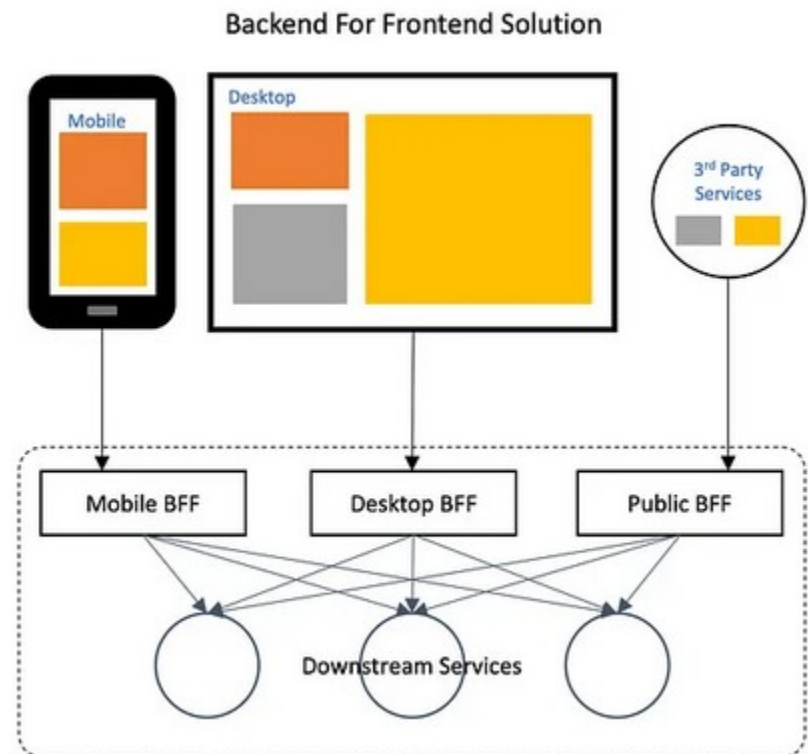 Backend For Frontend Solution
Mobile
Desktop
3rd Party
Services
Mobile BFF
Desktop BFF
Public BFF
Downstream Services